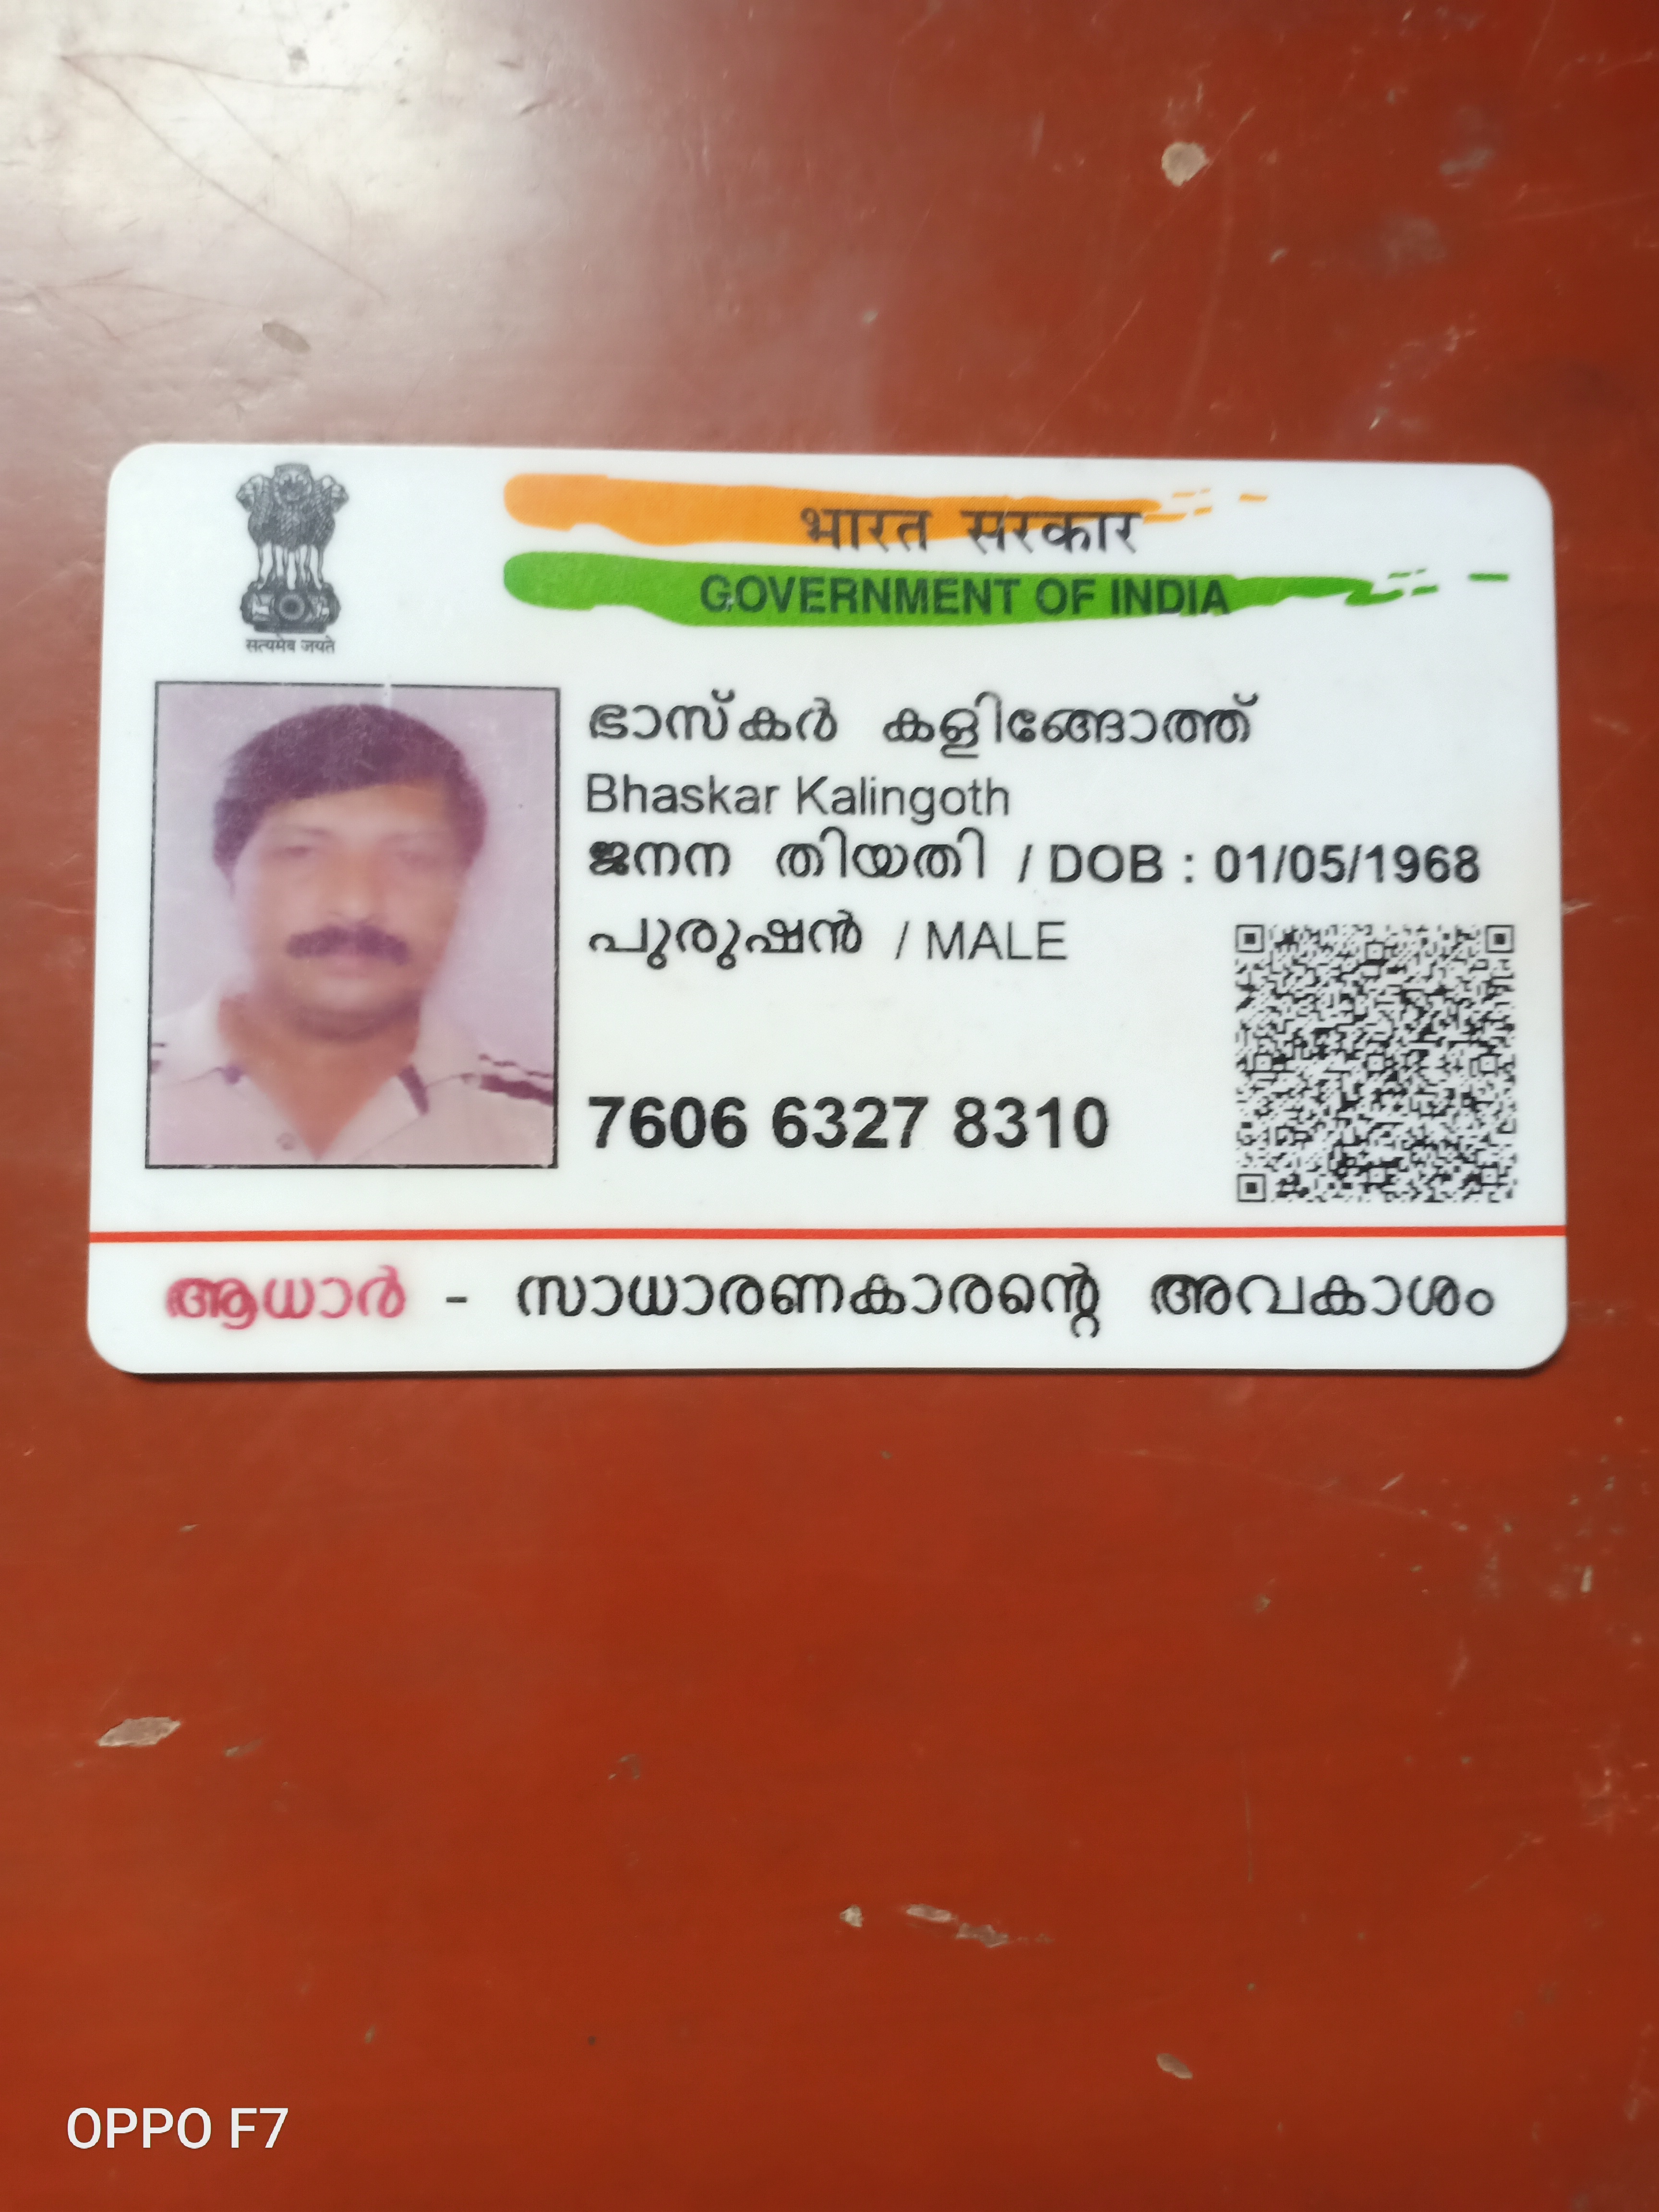 भारत सरकार
GOVERNMENT OF INDIA
सत्यमेव जयते
ഭാസ്കർ കളിങ്ങോത്ത്
Bhaskar Kalingoth
ജനന തിയതി / DOB : 01/05/1968
പുരുഷൻ / MALE
7606 6327 8310
ആധാർ - സാധാരണകാരന്റെ അവകാശം
OPPO F7